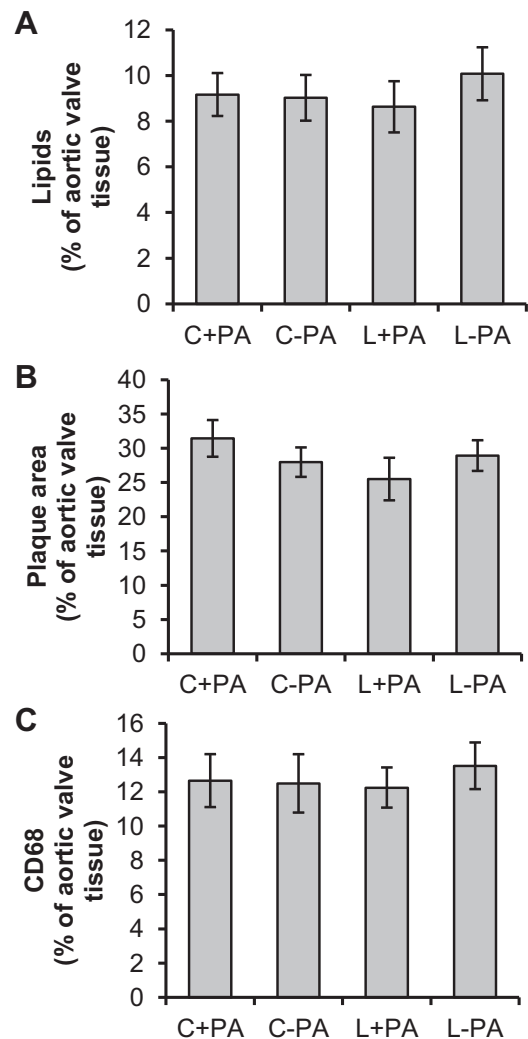 A
Lipids
(% of aortic valve
tissue)
12
10
8
6
4
2
0
C+PA C-PA L+PA L-PA
B
Plaque area
(% of aortic valve
tissue)
40
35
30
25
20
15
10
5
0
C+PA C-PA L+PA L-PA
C
CD68
(% of aortic valve
tissue)
16
14
12
10
8
6
4
2
0
C+PA C-PA L+PA L-PA